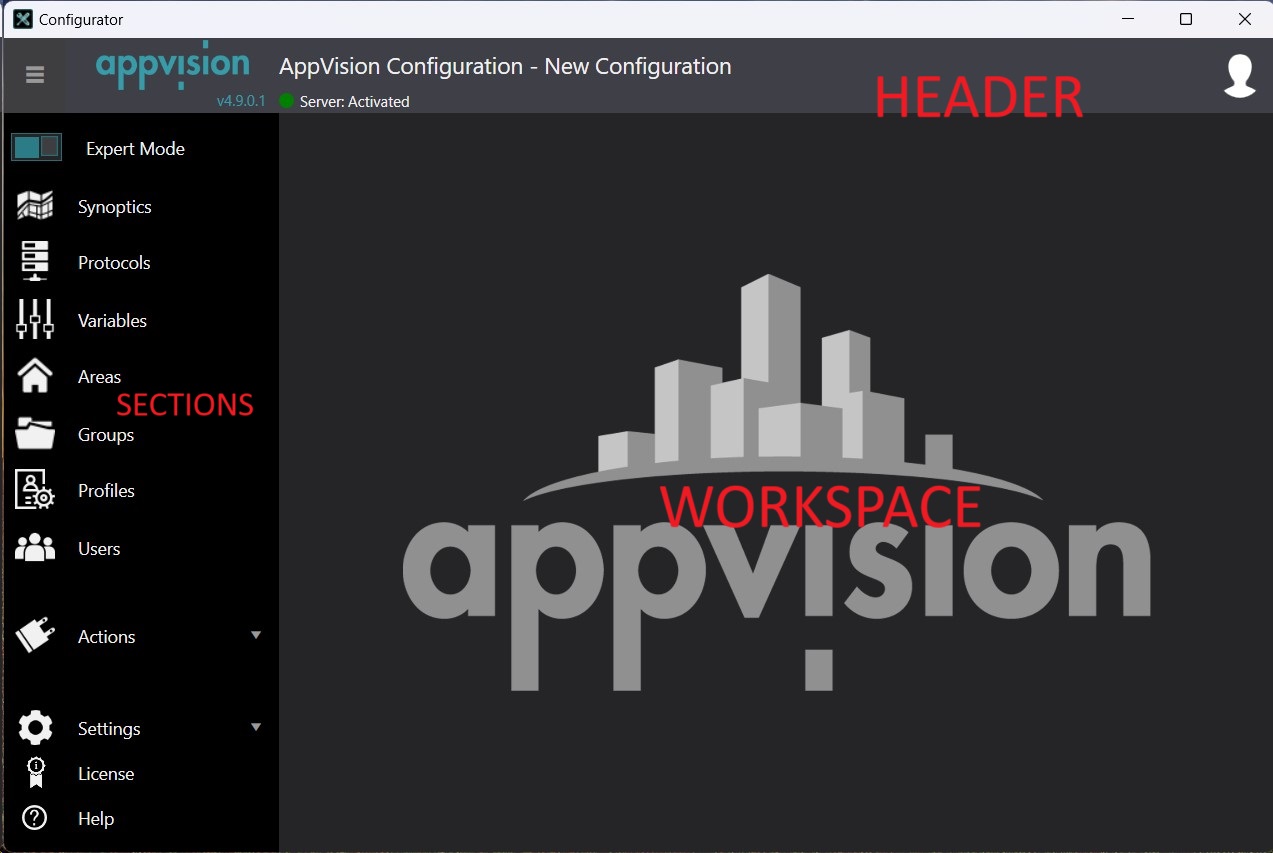 Configurator
appvision
v4.9.0.1
AppVision Configuration - New Configuration
Server: Activated
HEADER
Expert Mode
Synoptics
Protocols
Variables
Areas
SECTIONS
Groups
Profiles
Users
Actions
Settings
License
Help
WORKSPACE
appvision